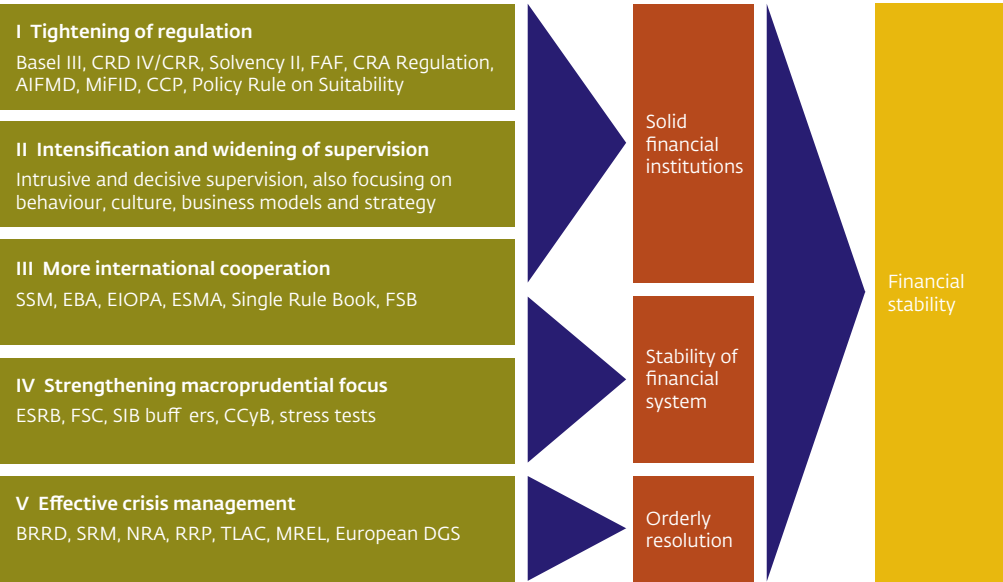 I Tightening of regulation
Basel III, CRD IV/CRR, Solvency II, FAF, CRA Regulation,
AIFMD, MiFID, CCP, Policy Rule on Suitability
II Intensification and widening of supervision
Intrusive and decisive supervision, also focusing on
behaviour, culture, business models and strategy
III More international cooperation
SSM, EBA, EIOPA, ESMA, Single Rule Book, FSB
IV Strengthening macroprudential focus
ESRB, FSC, SIB buff ers, CCyB, stress tests
V Effective crisis management
BRRD, SRM, NRA, RRP, TLAC, MREL, European DGS
Solid
financial
institutions
Stability of
financial
system
Orderly
resolution
Financial
stability